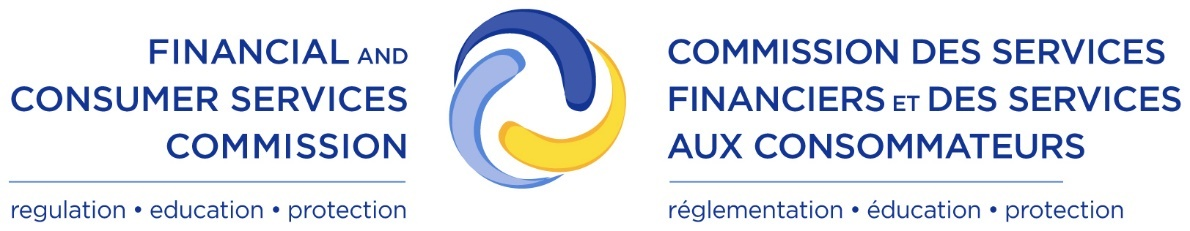 FINANCIAL AND
CONSUMER SERVICES
COMMISSION
regulation • education • protection
COMMISSION DES SERVICES
FINANCIERS ET DES SERVICES
AUX CONSOMMATEURS
réglementation • éducation • protection